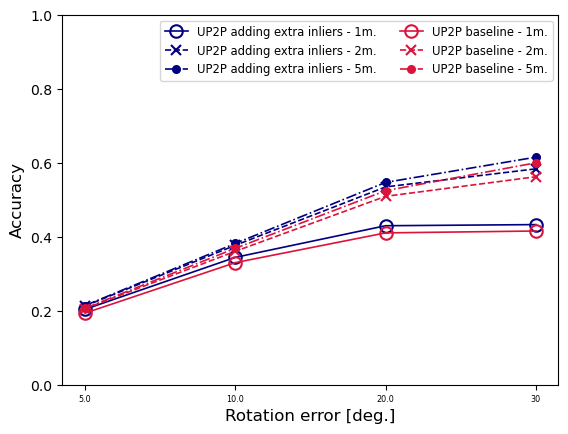 1.0
0.8
0.6
0.4
0.2
0.0
Accuracy
UP2P adding extra inliers - 1m.
UP2P adding extra inliers - 2m.
UP2P adding extra inliers - 5m.
UP2P baseline - 1m.
UP2P baseline - 2m.
UP2P baseline - 5m.
5.0 10.0 20.0 30
Rotation error [deg.]